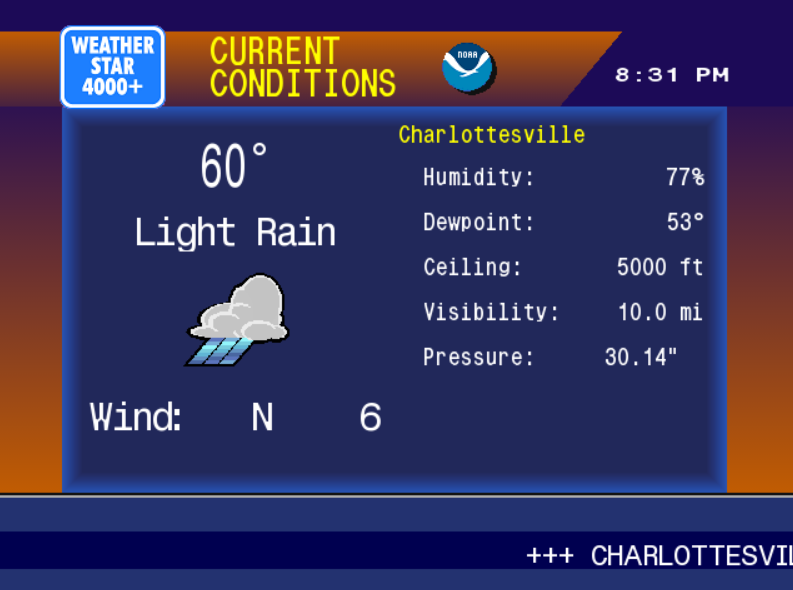 WEATHER
STAR
4000+
CURRENT
CONDITIONS
NOAA
8:31 PM
60°
Light Rain
Wind: N 6
Charlottesville
Humidity: 77%
Dewpoint: 53°
Ceiling: 5000 ft
Visibility: 10.0 mi
Pressure: 30.14"
+++ CHARLOTTESVIL